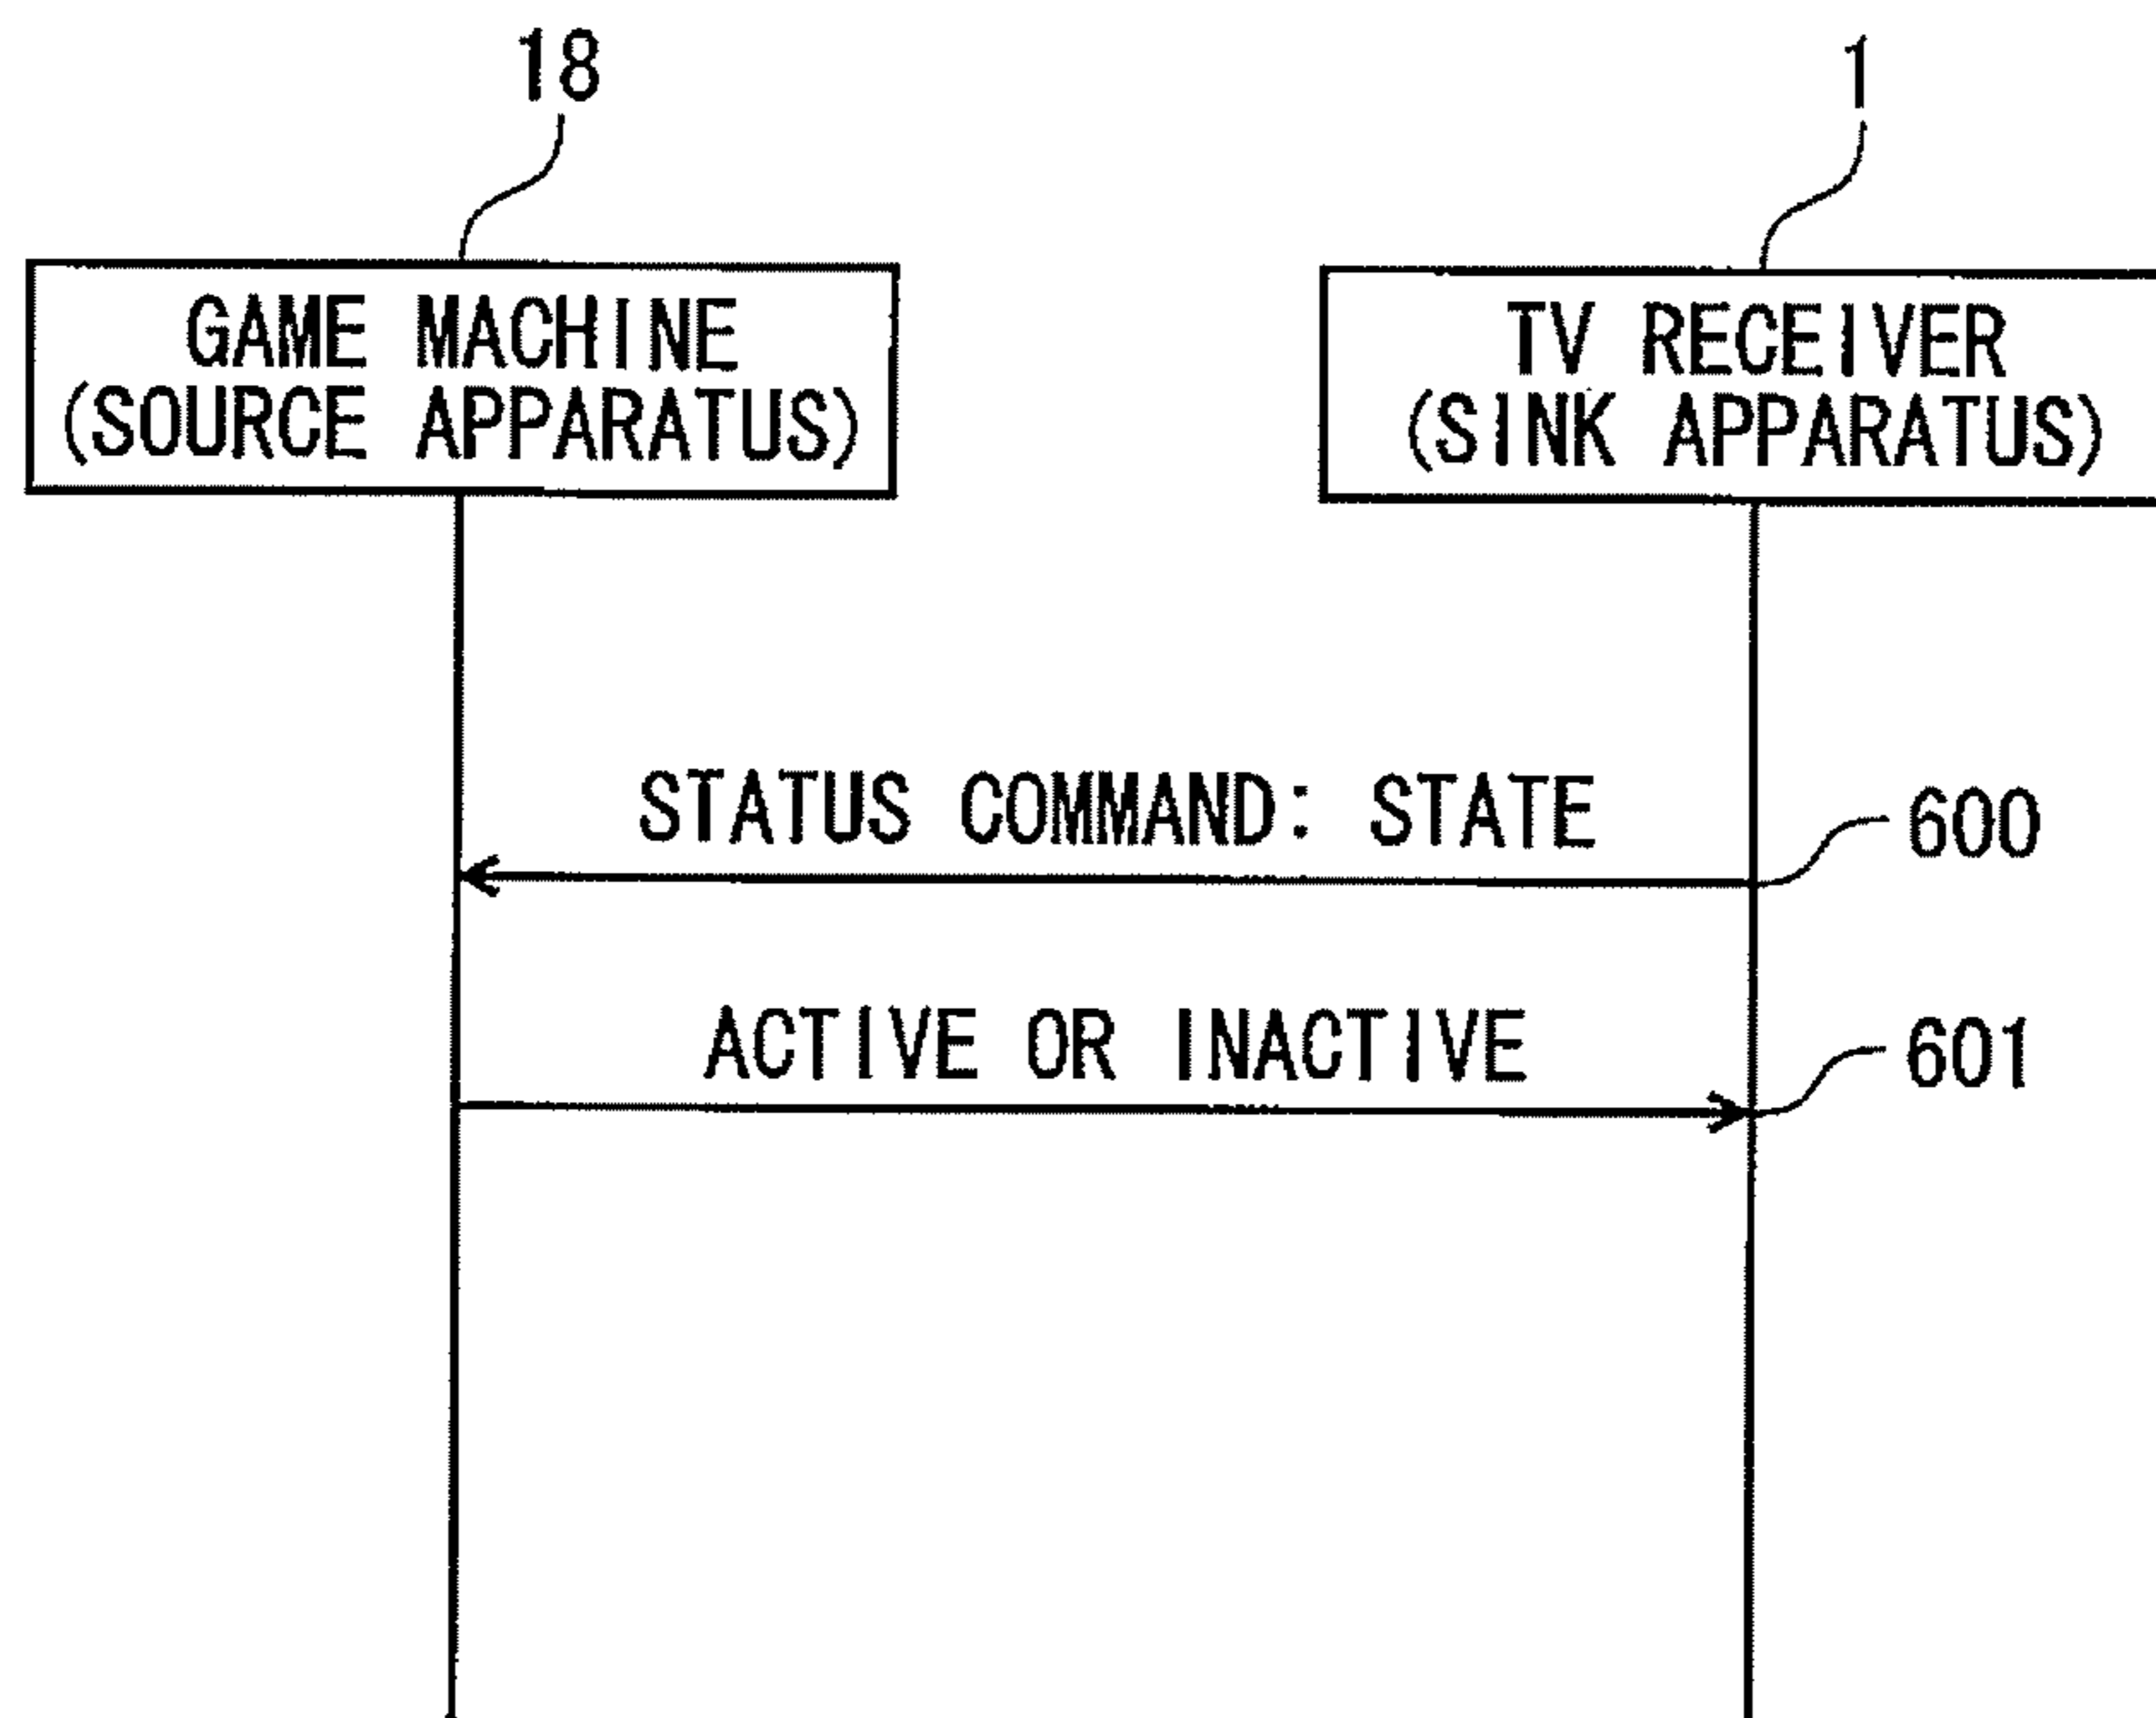 18
1
GAME MACHINE
(SOURCE APPARATUS)
TV RECEIVER
(SINK APPARATUS)
STATUS COMMAND: STATE
600
ACTIVE OR INACTIVE
601